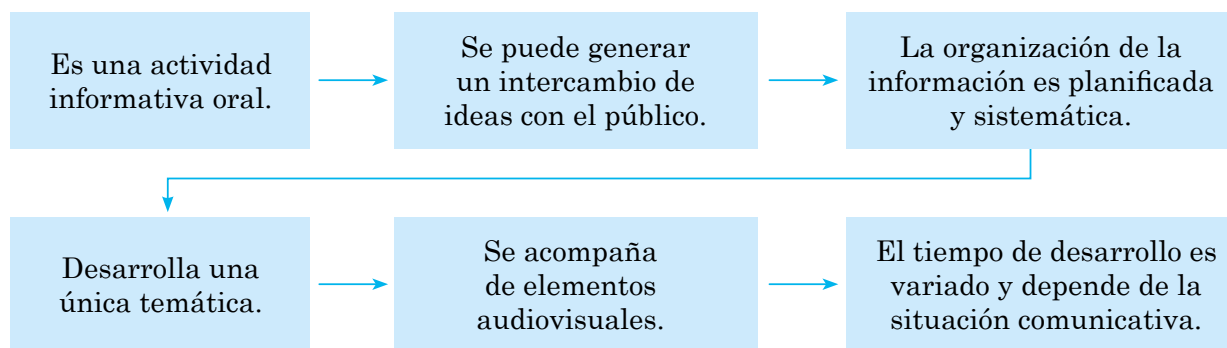 Es una actividad
informativa oral.
Se puede generar
un intercambio de
ideas con el público.
La organización de la
información es planificada
y sistemática.
Desarrolla una
única temática.
Se acompaña
de elementos
audiovisuales.
El tiempo de desarrollo es
variado y depende de la
situación comunicativa.